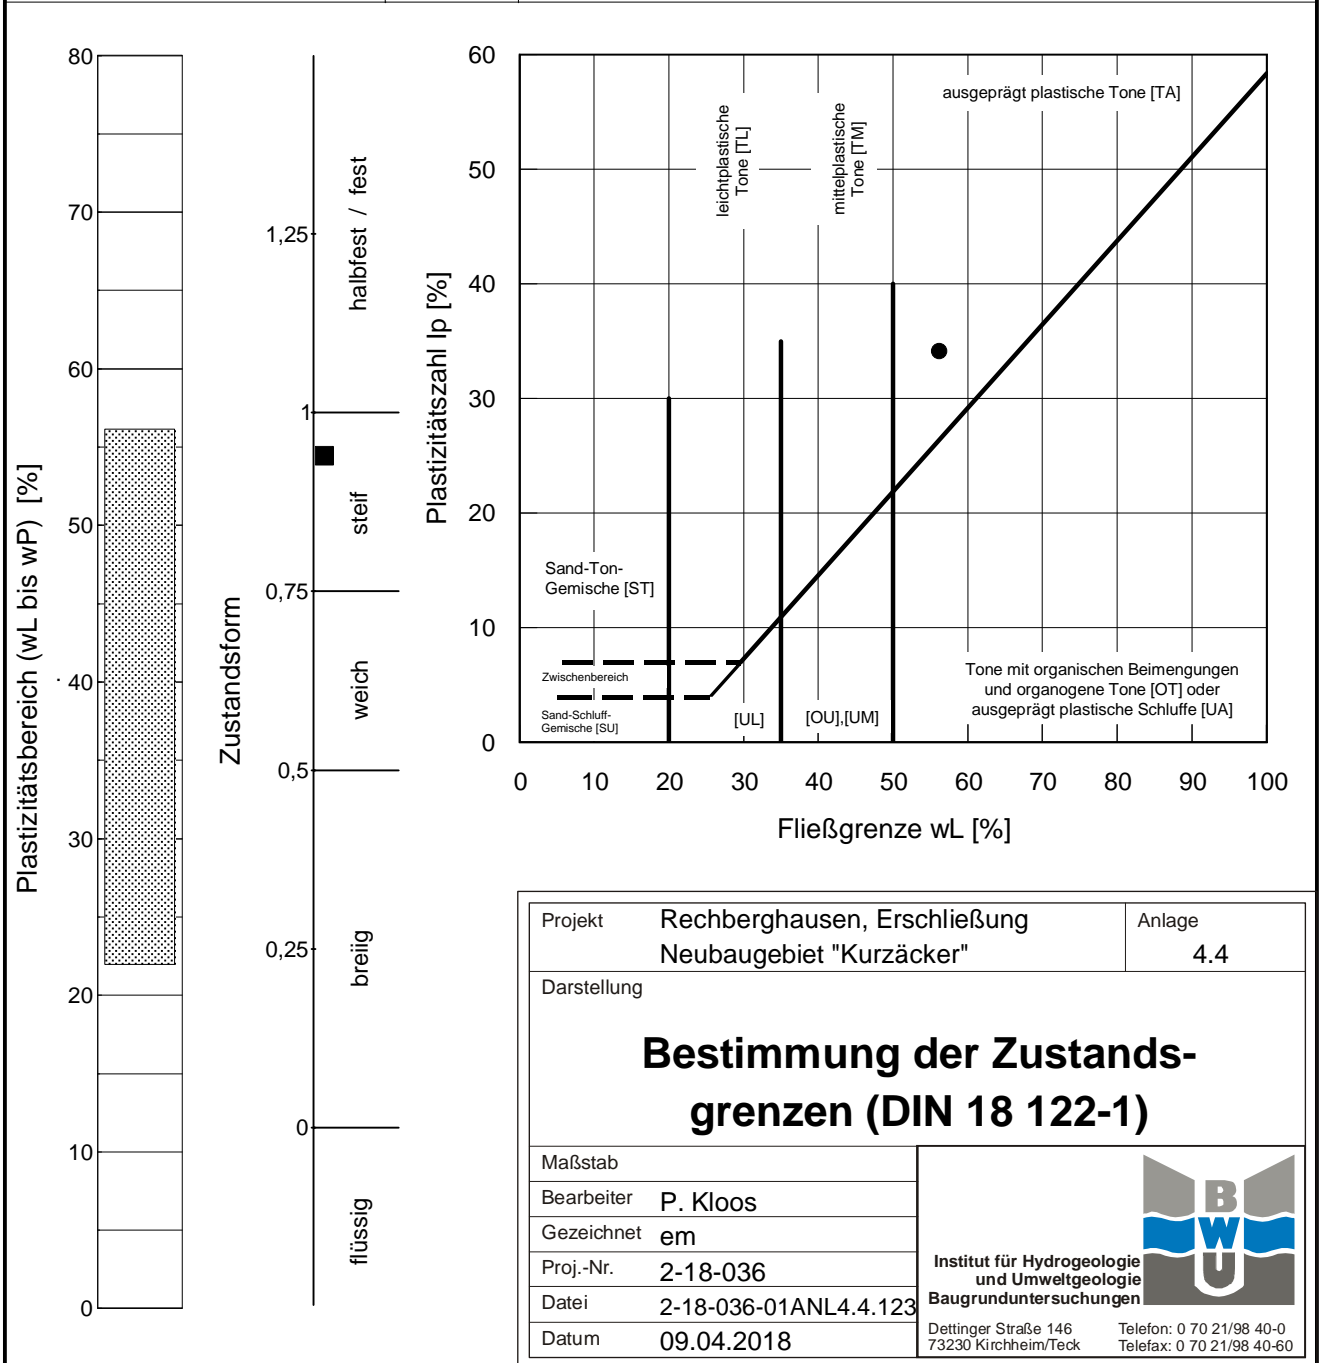 80
70
60
50
40
30
20
10
0
Plastizitätsbereich (wL bis wP) [%]
Zustandsform
1,25
1
0,75
0,5
0,25
0
halbfest / fest
steif
weich
breiig
flüssig
Plastizitätszahl Ip [%]
60
50
40
30
20
10
0
leichtplastische
Tone [TL]
mittelplastische
Tone [TM]
ausgeprägt plastische Tone [TA]
Sand-Ton-
Gemische [ST]
Zwischenbereich
Sand-Schluff-
Gemische [SU]
[UL]
[OU],[UM]
Tone mit organischen Beimengungen
und organogene Tone [OT] oder
ausgeprägt plastische Schluffe [UA]
0 10 20 30 40 50 60 70 80 90 100
Fließgrenze wL [%]
Projekt Rechberghausen, Erschließung
Neubaugebiet "Kurzäcker"
Anlage
4.4
Darstellung
Bestimmung der Zustands-
grenzen (DIN 18 122-1)
Maßstab
Bearbeiter P. Kloos
Gezeichnet em
Proj.-Nr. 2-18-036
Datei 2-18-036-01ANL4.4.123
Datum 09.04.2018
B
W
U
Institut für Hydrogeologie
und Umweltgeologie
Baugrunduntersuchungen
Dettinger Straße 146 Telefon: 0 70 21/98 40-0
73230 Kirchheim/Teck Telefax: 0 70 21/98 40-60